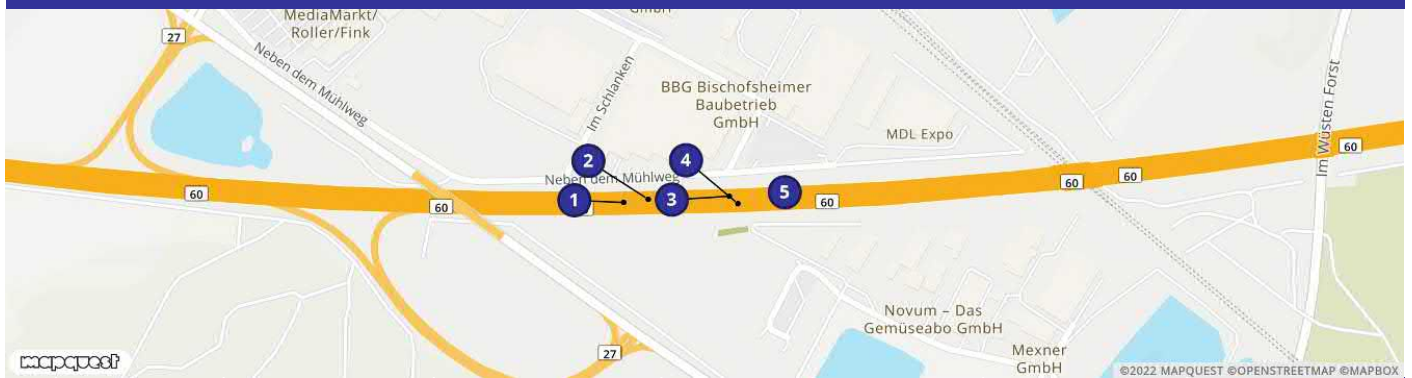 GmbH
MediaMarkt/
Roller/Fink
27
Neben dem Mühlweg
Im Schlanken
BBG Bischofsheimer
Baubetrieb
GmbH
MDL Expo
Im Wüsten Forst
60
2
4
Neben dem Mühlweg
60
60
60
60
1
3
5
60
27
Novum – Das
Gemüseabo GmbH
Mexner
GmbH
mapquest
©2022 MAPQUEST ©OPENSTREETMAP ©MAPBOX